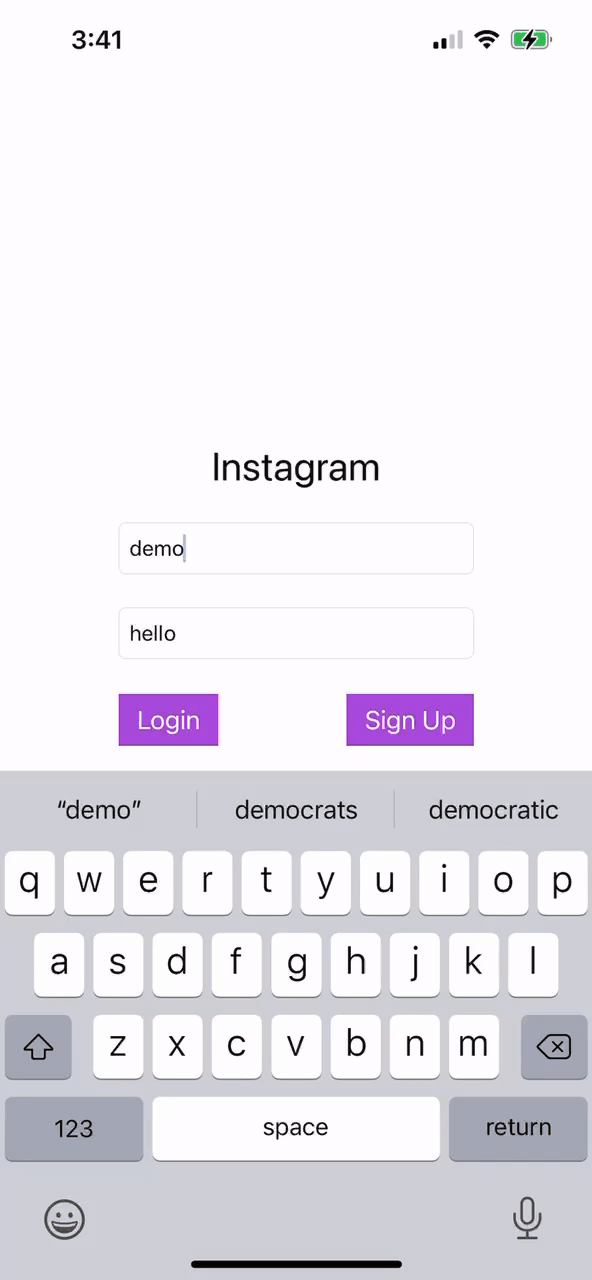 3:41
Instagram
demo
hello
Login Sign Up
“demo” democrats democratic
q w e r t y u i o p
a s d f g h j k l
z x c v b n m
123 space return